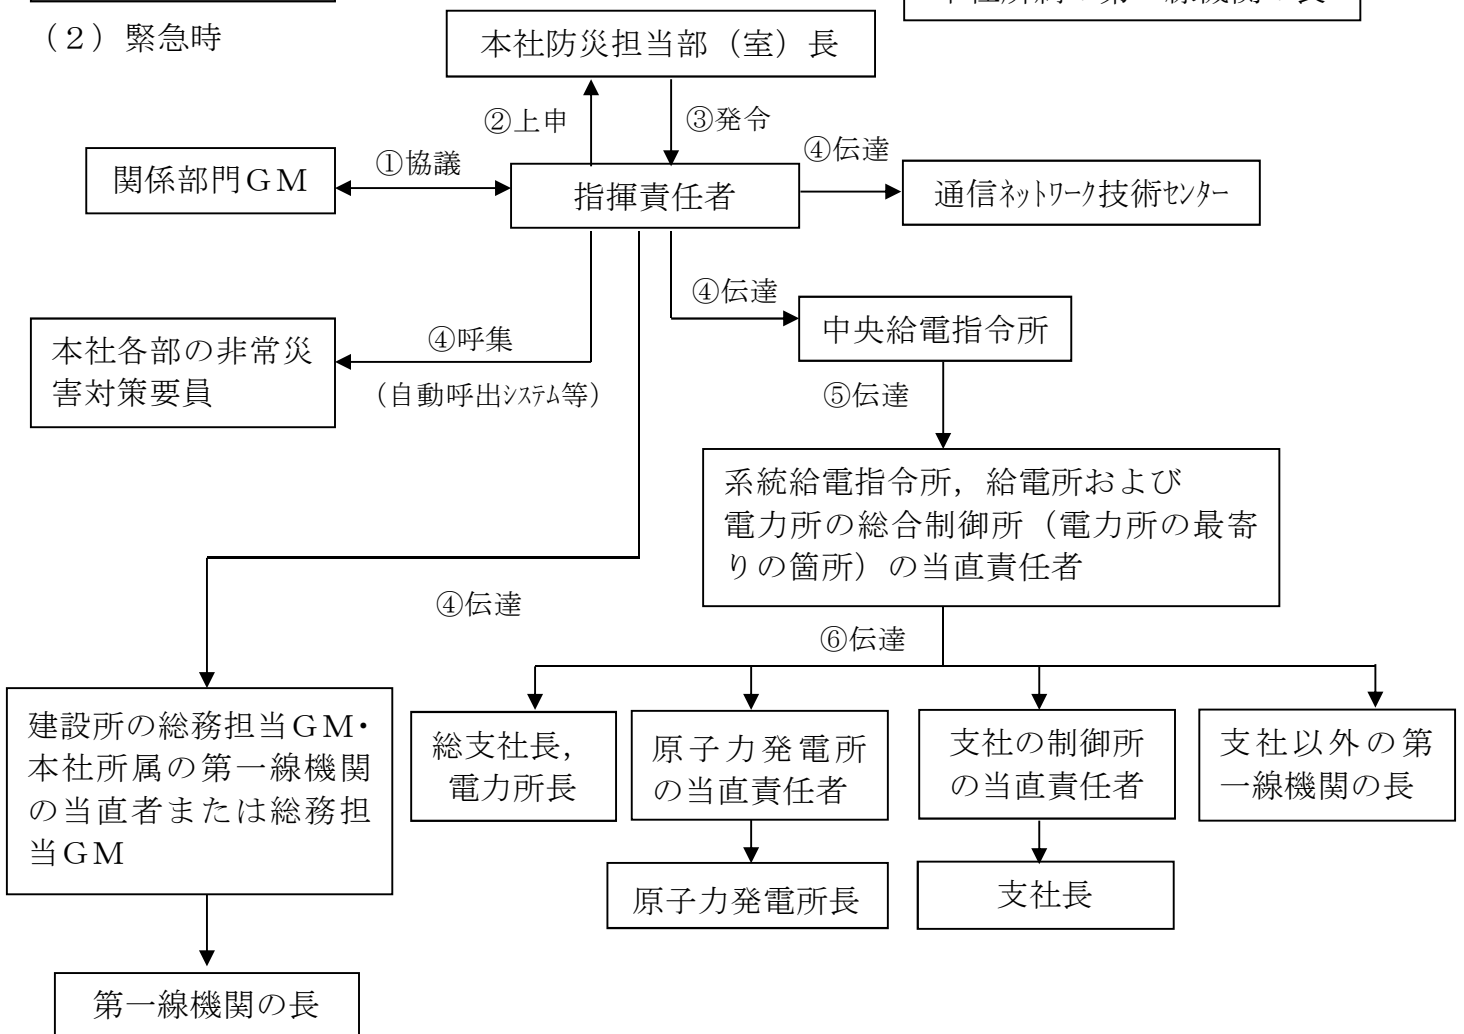 （２）緊急時
本社防災担当部（室）長
②上申
③発令
④伝達
①協議
関係部門ＧＭ
指揮責任者
通信ﾈｯﾄﾜｰｸ技術ｾﾝﾀｰ
④伝達
中央給電指令所
④呼集
（自動呼出ｼｽﾃﾑ等）
本社各部の非常災
害対策要員
⑤伝達
系統給電指令所，給電所および
電力所の総合制御所（電力所の最寄
りの箇所）の当直責任者
④伝達
⑥伝達
建設所の総務担当ＧＭ・
本社所属の第一線機関
の当直者または総務担
当ＧＭ
総支社長，
電力所長
原子力発電所
の当直責任者
支社の制御所
の当直責任者
支社以外の第
一線機関の長
原子力発電所長
支社長
第一線機関の長